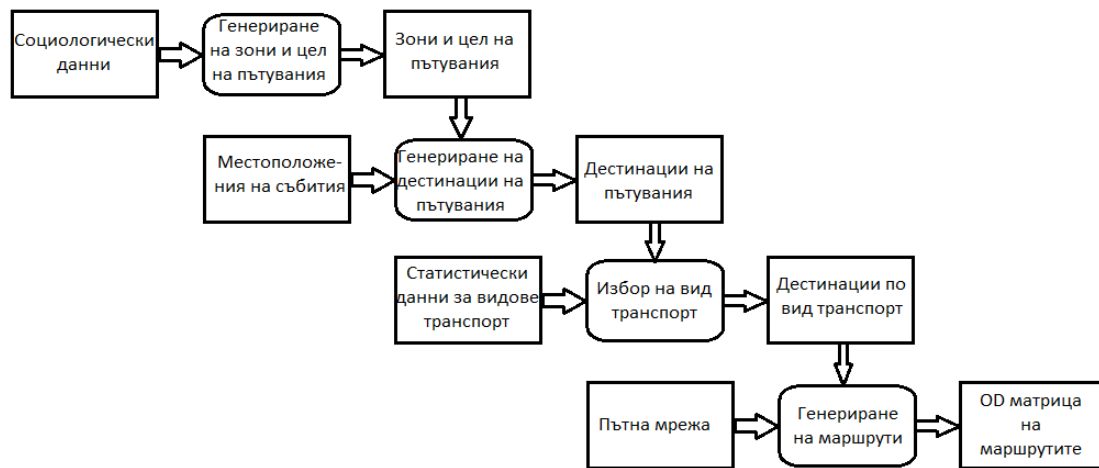 Социологически
данни
Генериране
на зони и цел
на пътувания
Зони и цел на
пътувания
Местоположе-
ния на събития
Генериране на
дестинации на
пътувания
Дестинации на
пътувания
Статистически
данни за видове
транспорт
Избор на вид
транспорт
Дестинации по
вид транспорт
Пътна мрежа
Генериране
на маршрути
OD матрица
на
маршрутите